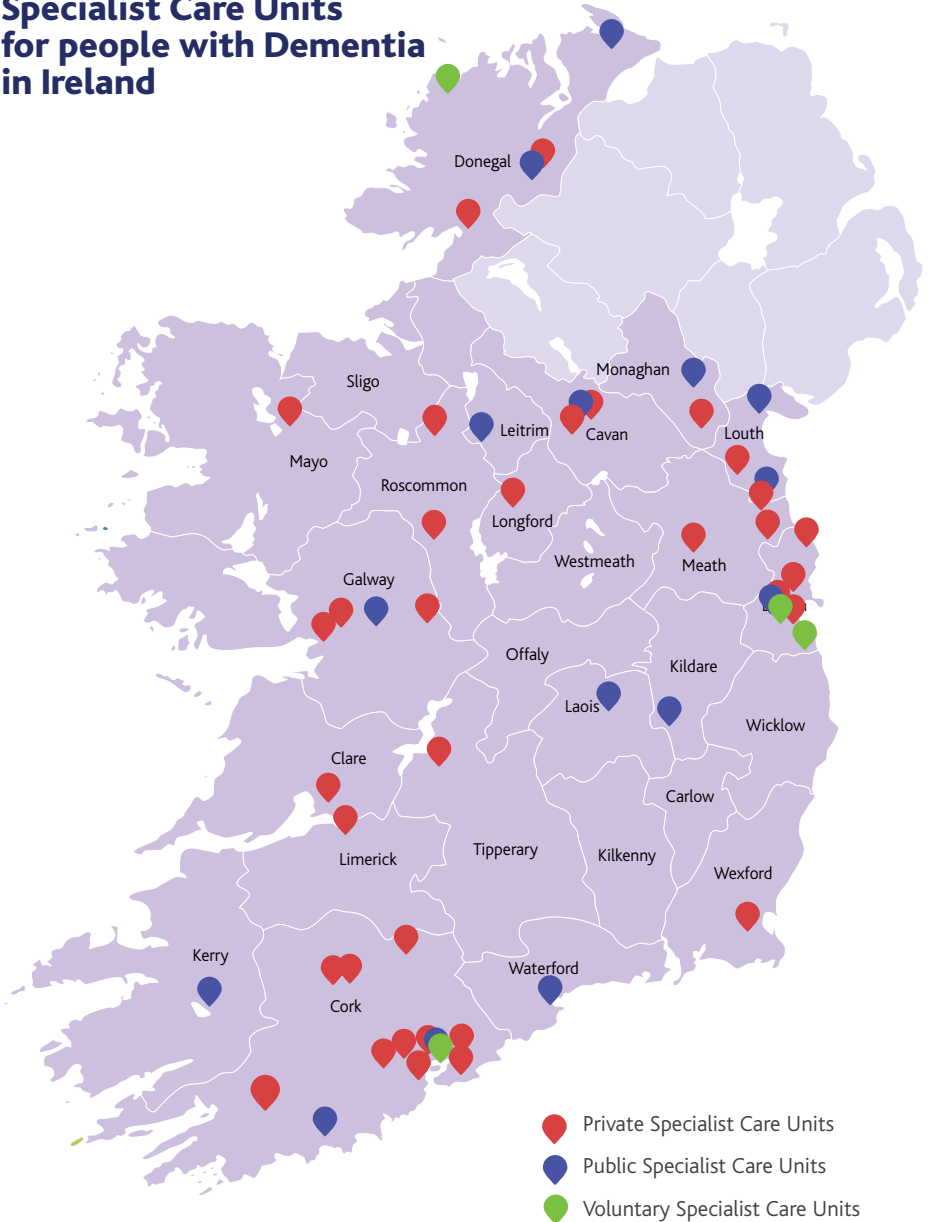 Specialist Care Units
for people with Dementia
in Ireland
Donegal
Monaghan
Sligo
Leitrim
Cavan
Louth
Mayo
Roscommon
Longford
Westmeath
Meath
Galway
Offaly
Kildare
Laois
Wicklow
Clare
Carlow
Limerick
Tipperary
Kilkenny
Wexford
Kerry
Waterford
Cork
Private Specialist Care Units
Public Specialist Care Units
Voluntary Specialist Care Units